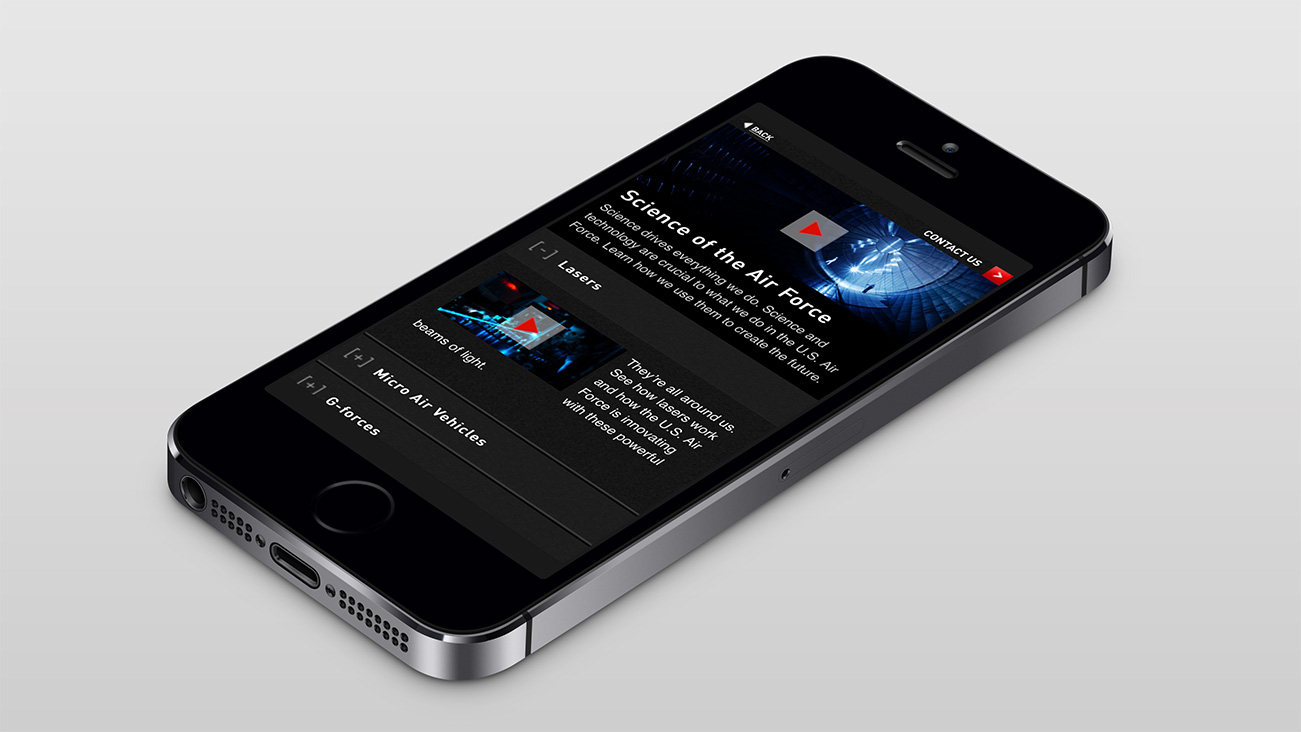 BACK
CONTACT US
Science of the Air Force
Science drives everything we do. Science and
technology are crucial to what we do in the U.S. Air
Force. Learn how we use them to create the future.
[-] Lasers
They're all around us.
See how lasers work
and how the U.S. Air
Force is innovating
with these powerful
beams of light.
[+] Micro Air Vehicles
[+] G-forces